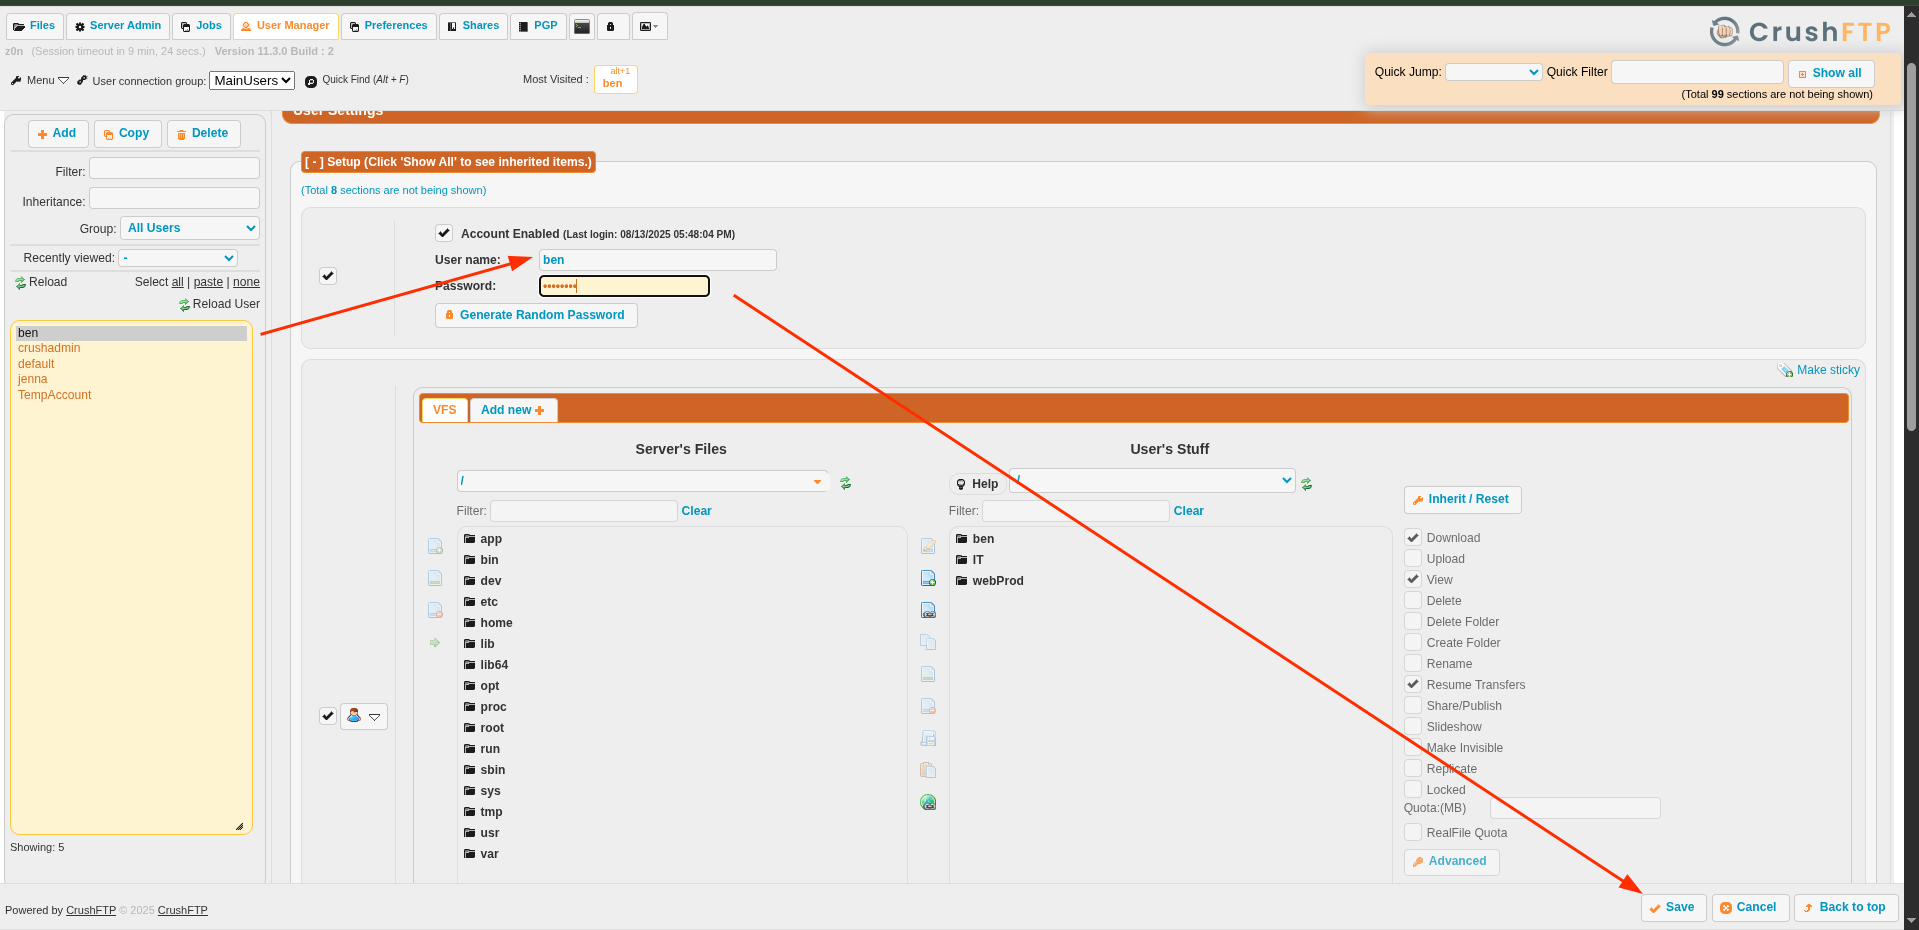 Files
Server Admin
Jobs
User Manager
Preferences
Shares
PGP
CrushFTP
z0n (Session timeout in 9 min, 24 secs.) Version 11.3.0 Build : 2
Menu
User connection group: MainUsers
Quick Find (Alt + F)
Most Visited :
alt+1
ben
Quick Jump:
Quick Filter
Show all
(Total 99 sections are not being shown)
User Settings
Add
Copy
Delete
Filter:
Inheritance:
Group: All Users
Recently viewed: -
Reload
Select all | paste | none
Reload User
ben
crushadmin
default
jenna
TempAccount
Showing: 5
[ - ] Setup (Click 'Show All' to see inherited items.)
(Total 8 sections are not being shown)
Account Enabled (Last login: 08/13/2025 05:48:04 PM)
User name: ben
Password: ••••••••
Generate Random Password
Make sticky
VFS
Add new
Server's Files
/
Filter:
Clear
app
bin
dev
etc
home
lib
lib64
opt
proc
root
run
sbin
sys
tmp
usr
var
User's Stuff
Help
/
Filter:
Clear
ben
IT
webProd
Inherit / Reset
Download
Upload
View
Delete
Delete Folder
Create Folder
Rename
Resume Transfers
Share/Publish
Slideshow
Make Invisible
Replicate
Locked
Quota:(MB)
RealFile Quota
Advanced
Powered by CrushFTP © 2025 CrushFTP
Save
Cancel
Back to top